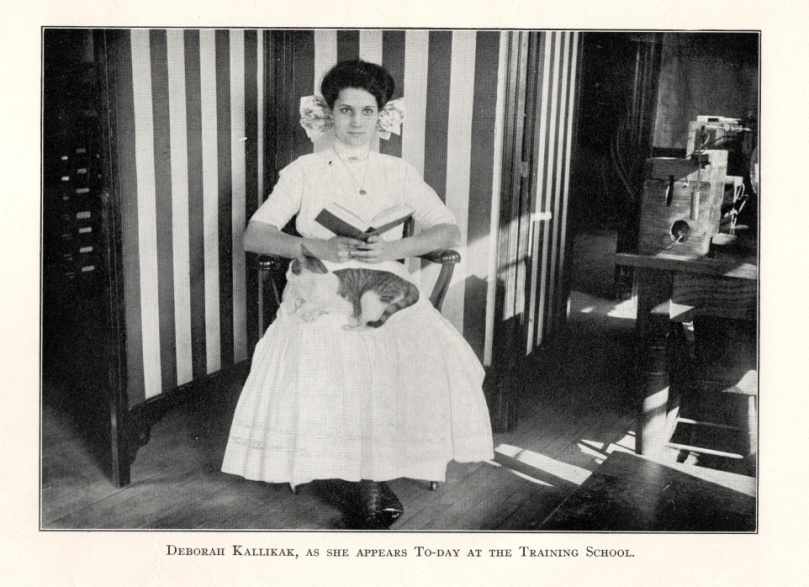 Deborah Kallikak, as she appears To-day at the Training School.